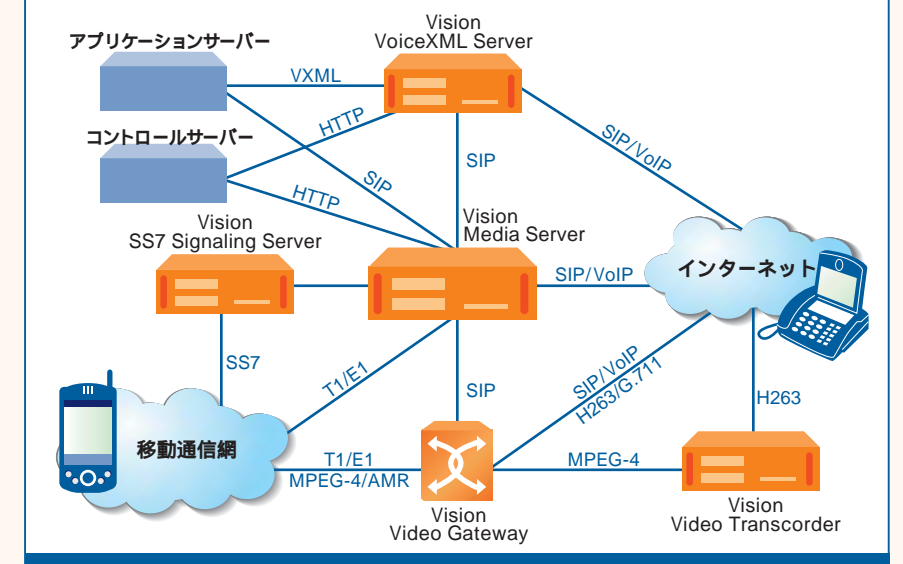 Vision
VoiceXML Server
アプリケーションサーバー
VXML
HTTP
コントロールサーバー
SIP
SIP
SIP/VoIP
HTTP
Vision
SS7 Signaling Server
Vision
Media Server
SIP/VoIP
インターネット
SS7
T1/E1
SIP
SIP/VoIP
H263/G.711
H263
移動通信網
T1/E1
MPEG-4/AMR
MPEG-4
Vision
Video Gateway
Vision
Video Transcorder